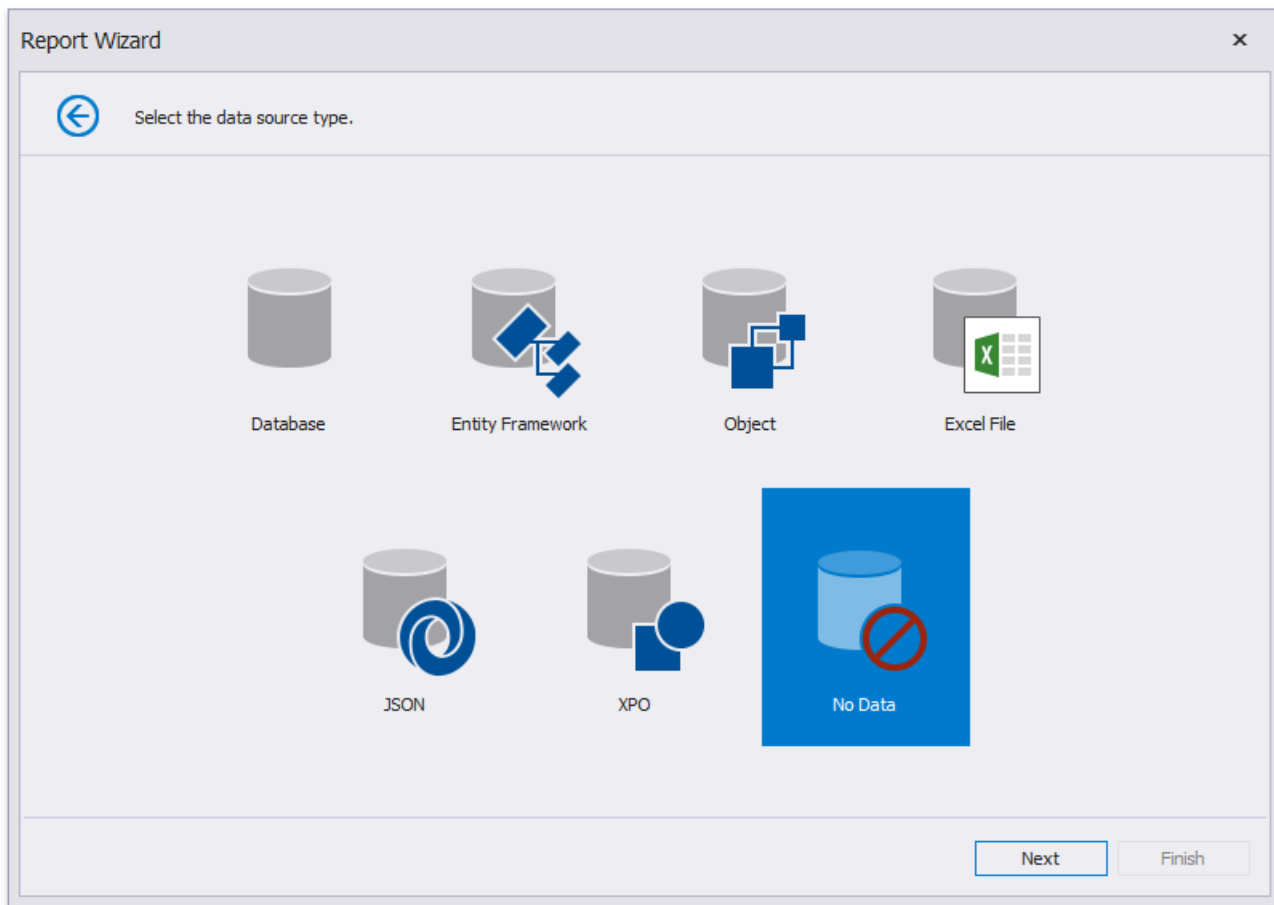 Report Wizard
Select the data source type.
Database Entity Framework Object Excel File
JSON XPO No Data
Next Finish